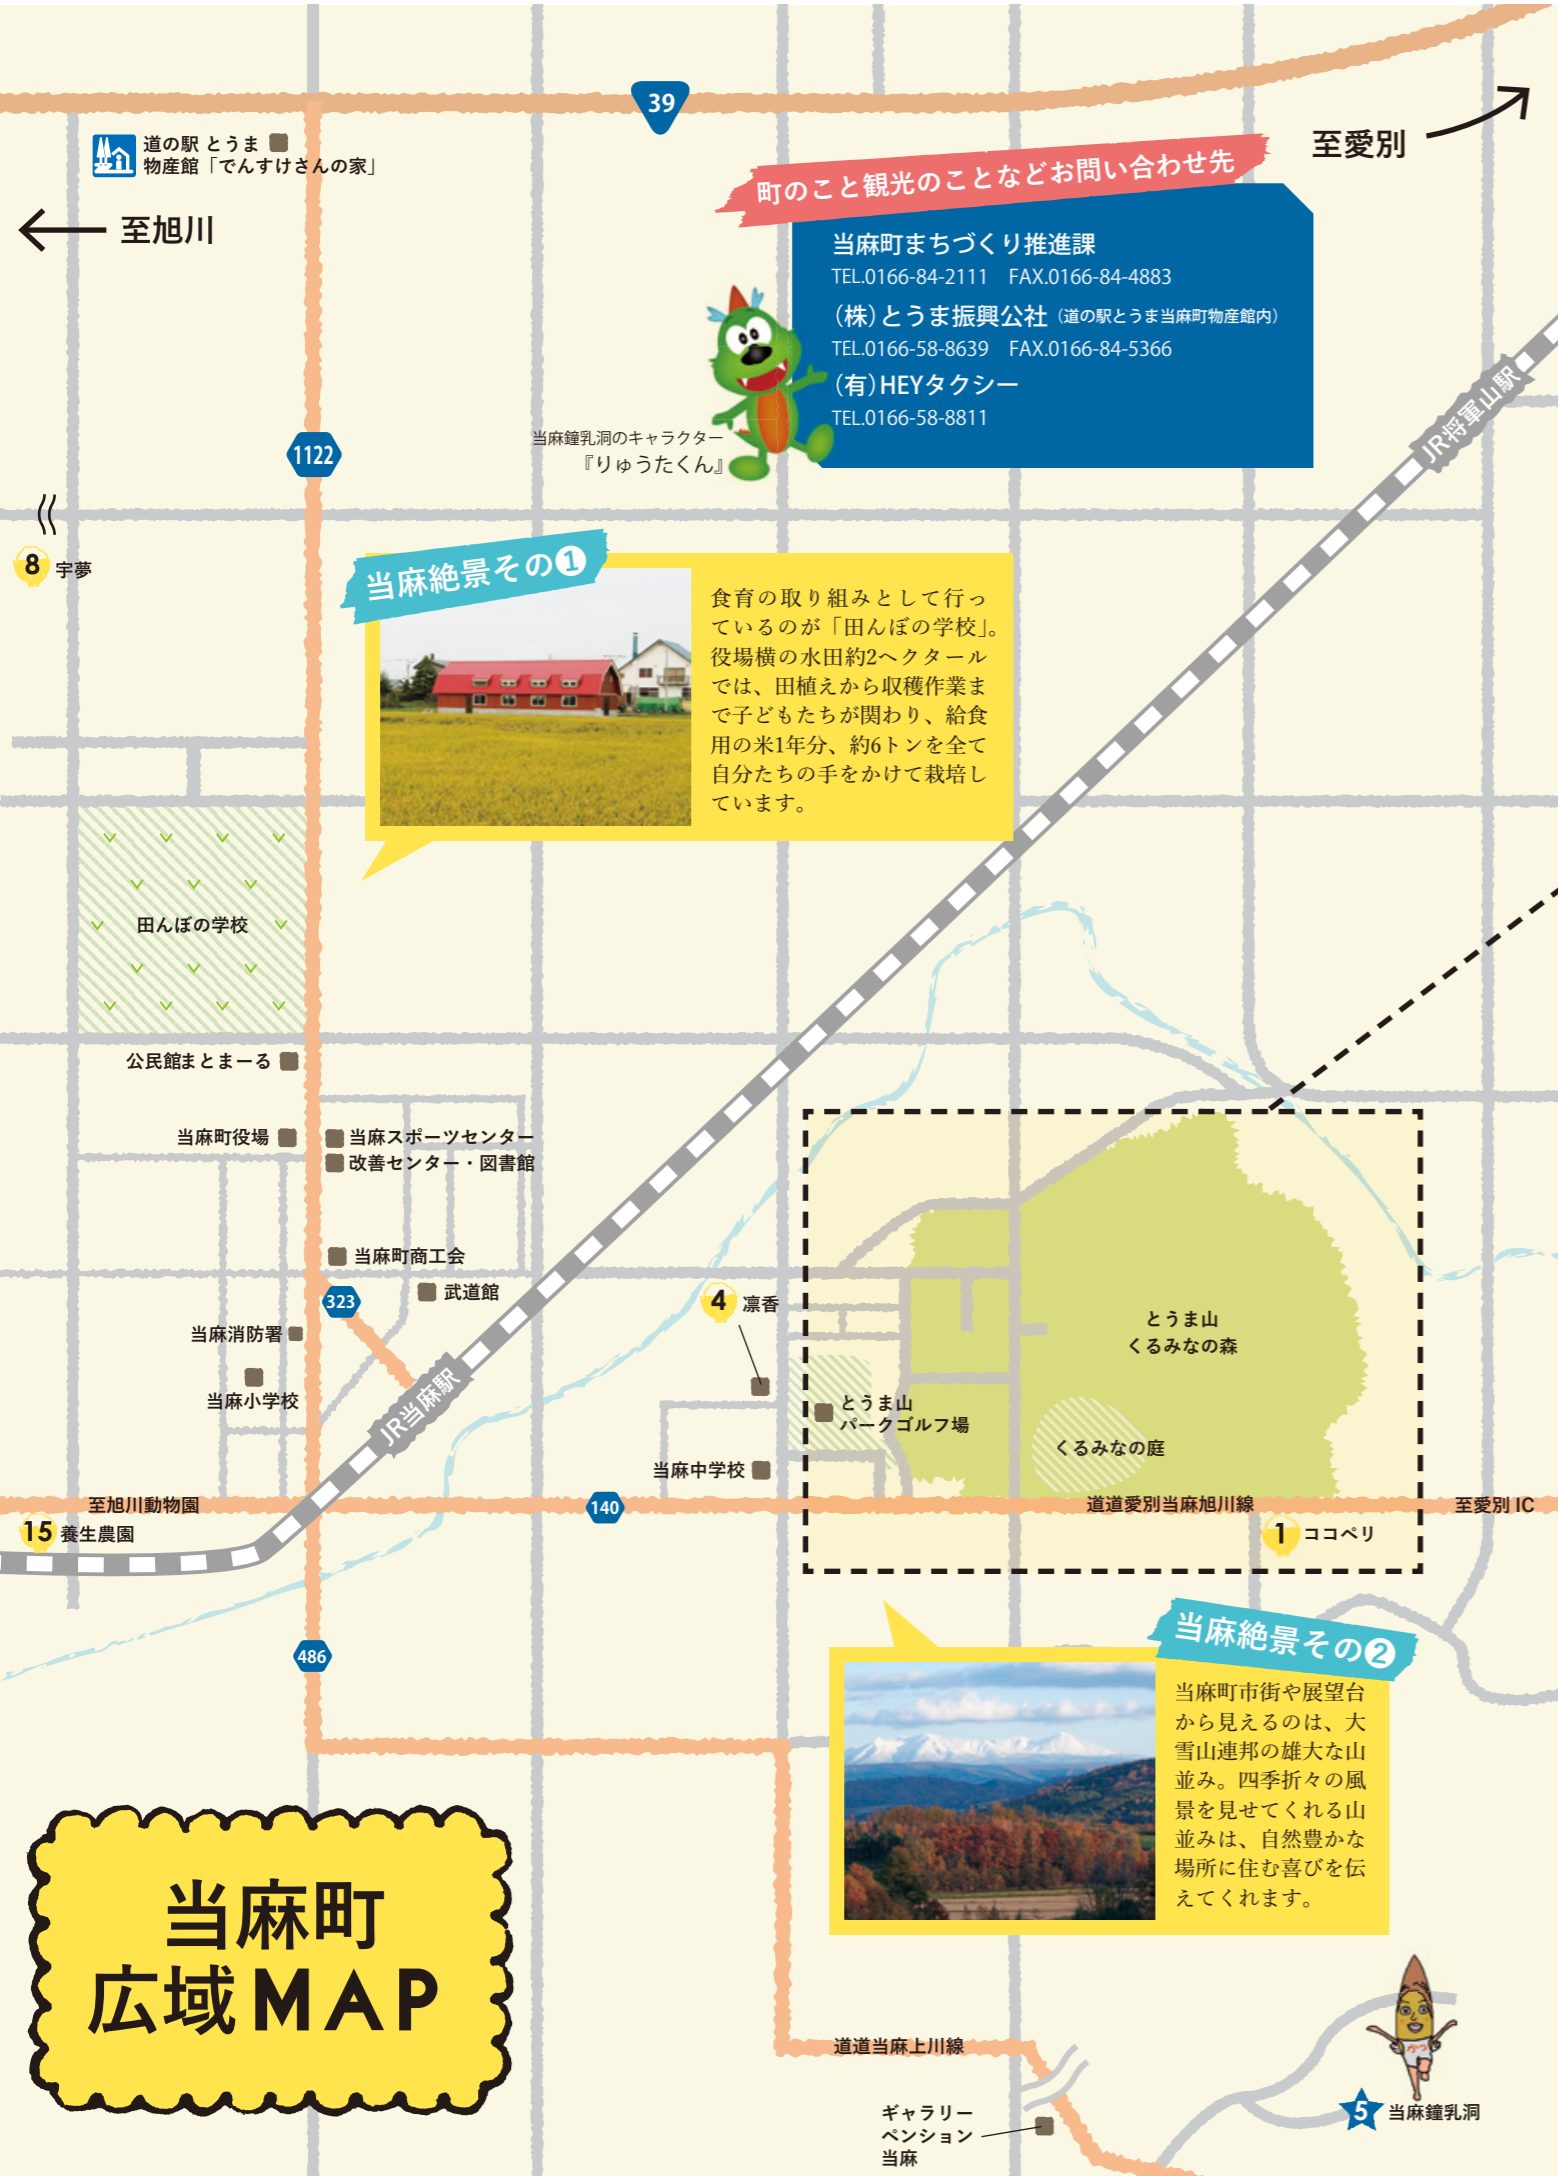 39
道の駅 とうま
物産館「でんすけさんの家」
至愛別
至旭川
町のこと観光のことなどお問い合わせ先
当麻町まちづくり推進課
TEL.0166-84-2111　FAX.0166-84-4883
(株)とうま振興公社（道の駅とうま当麻町物産館内）
TEL.0166-58-8639　FAX.0166-84-5366
(有)HEYタクシー
TEL.0166-58-8811
当麻鐘乳洞のキャラクター
『りゅうたくん』
JR将軍山駅
1122
8 宇夢
当麻絶景その❶
食育の取り組みとして行っ
ているのが「田んぼの学校」。
役場横の水田約2ヘクタール
では、田植えから収穫作業ま
で子どもたちが関わり、給食
用の米1年分、約6トンを全て
自分たちの手をかけて栽培し
ています。
田んぼの学校
公民館まとまーる
当麻町役場
当麻スポーツセンター
改善センター・図書館
当麻町商工会
武道館
323
当麻消防署
当麻小学校
JR当麻駅
4 凛香
とうま山
くるみなの森
とうま山
パークゴルフ場
くるみなの庭
当麻中学校
至旭川動物園
140
道道愛別当麻旭川線
至愛別 IC
15 養生農園
1 ココペリ
486
当麻絶景その❷
当麻町市街や展望台
から見えるのは、大
雪山連邦の雄大な山
並み。四季折々の風
景を見せてくれる山
並みは、自然豊かな
場所に住む喜びを伝
えてくれます。
当麻町
広域MAP
道道当麻上川線
かつ
5 当麻鐘乳洞
ギャラリー
ペンション
当麻